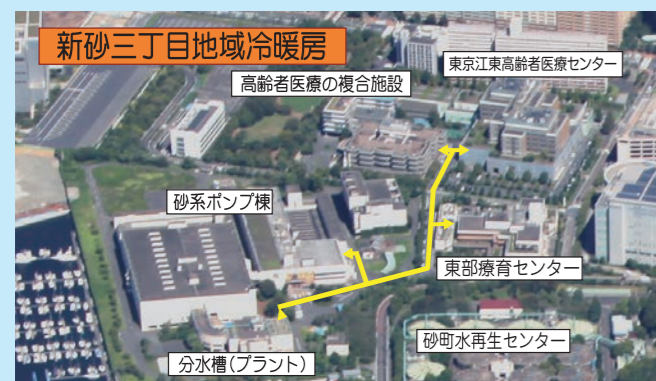 新砂三丁目地域冷暖房
東京江東高齢者医療センター
高齢者医療の複合施設
砂系ポンプ棟
東部療育センター
砂町水再生センター
分水槽(プラント)